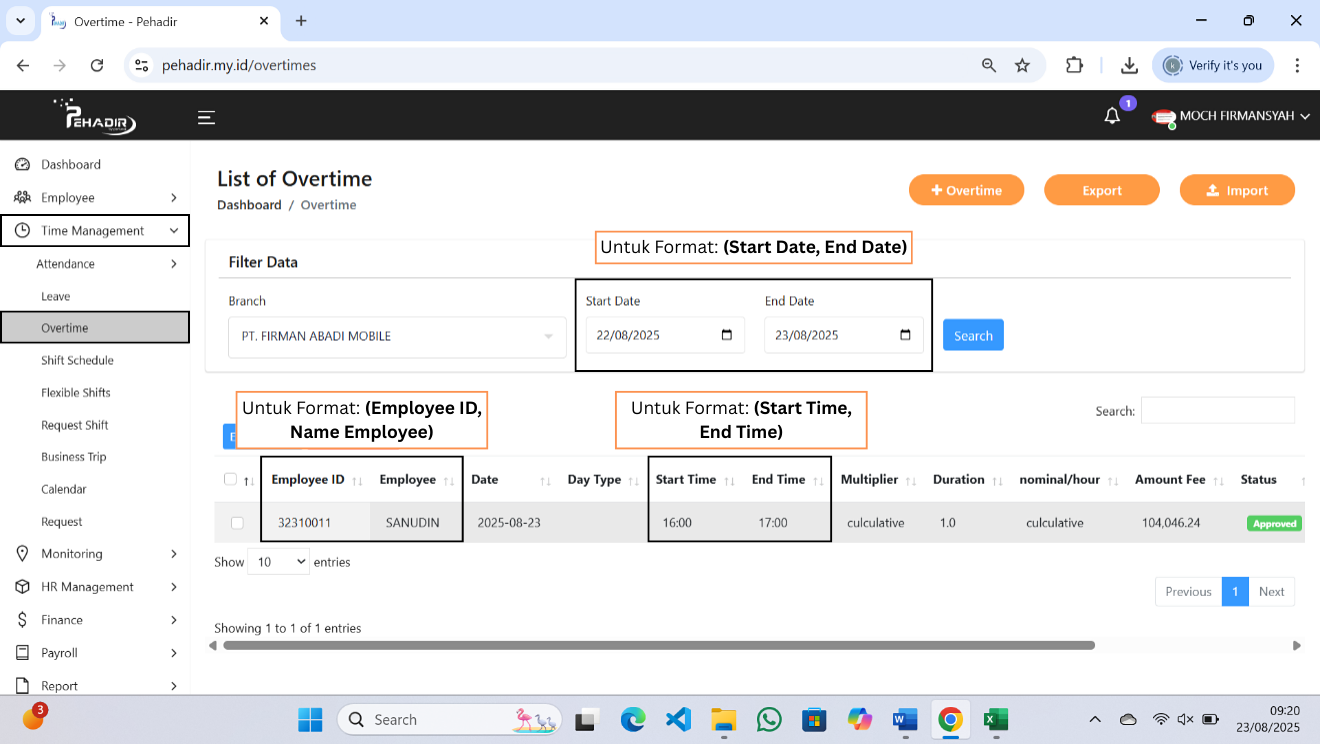 Overtime - Pehadir
pehadir.my.id/overtimes
Verify it's you
PEHADIR
1
MOCH FIRMANSYAH
Dashboard
Employee
Time Management
Attendance
Leave
Overtime
Shift Schedule
Flexible Shifts
Request Shift
Business Trip
Calendar
Request
Monitoring
HR Management
Finance
Payroll
Report
List of Overtime
Dashboard / Overtime
+ Overtime
Export
Import
Untuk Format: (Start Date, End Date)
Filter Data
Branch
PT. FIRMAN ABADI MOBILE
Start Date
22/08/2025
End Date
23/08/2025
Search
Untuk Format: (Employee ID,
Name Employee)
Untuk Format: (Start Time,
End Time)
Search:
Employee ID Employee Date Day Type Start Time End Time Multiplier Duration nominal/hour Amount Fee Status
32310011 SANUDIN 2025-08-23 16:00 17:00 culculative 1.0 culculative 104,046.24 Approved
Show 10 entries
Previous 1 Next
Showing 1 to 1 of 1 entries
3
Search
09:20
23/08/2025